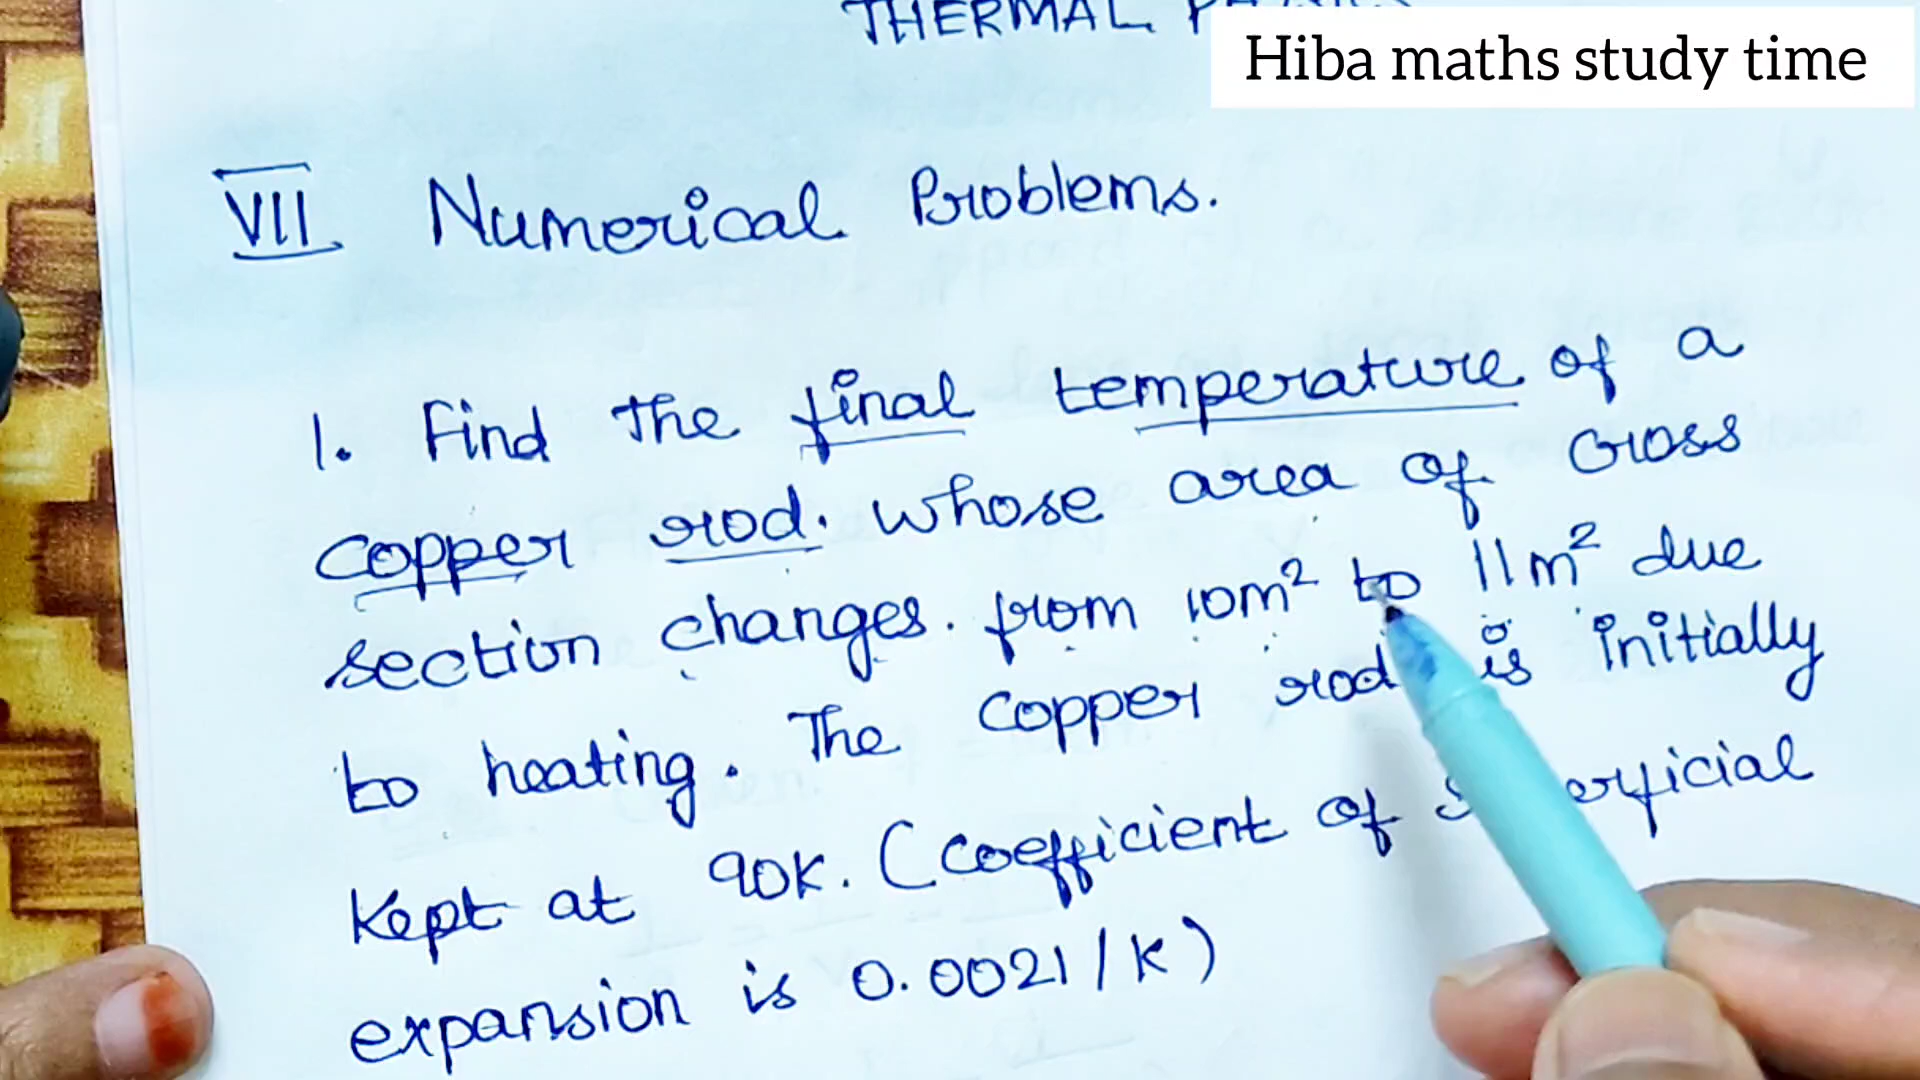 THERMAL
Hiba maths study time
VII Numerical Problems.
1. Find the final temperature of a
copper rod. whose area of cross
section changes. from 10m² to 11m² due
to heating. The copper rod is initially
kept at 90K. (Coefficient of
expansion is 0.0021/K)